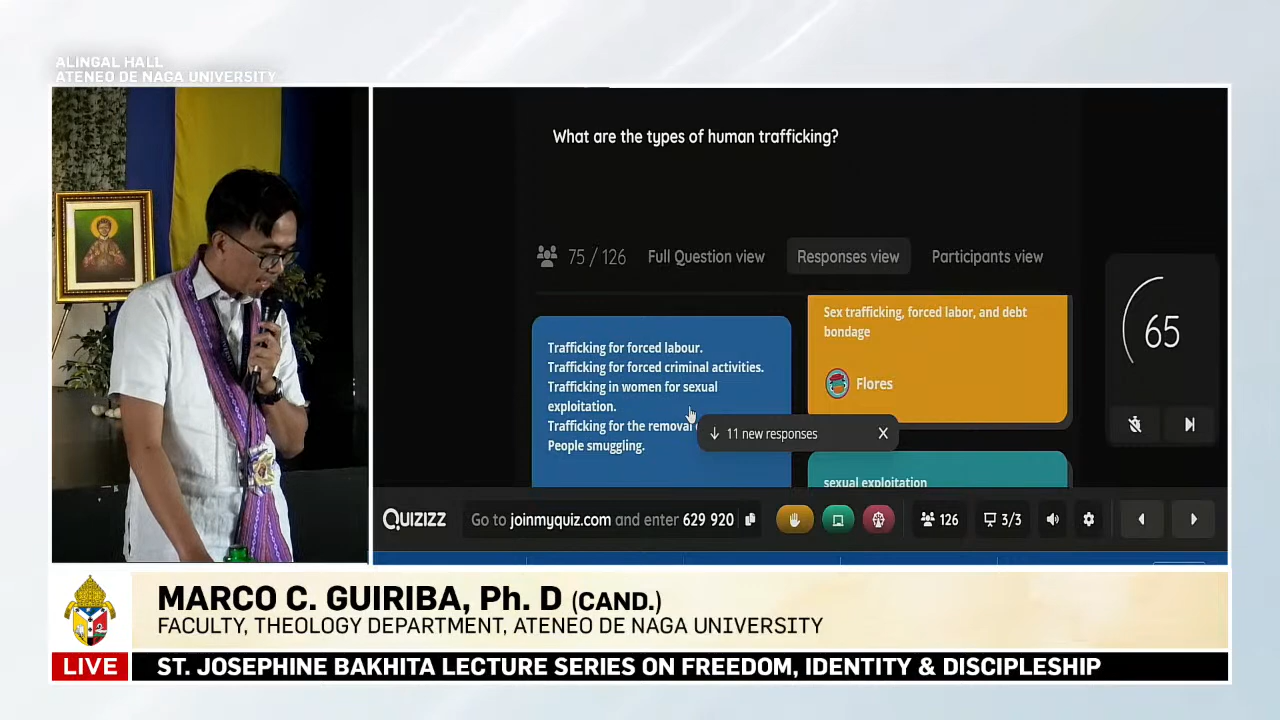 ALINGAL HALL
ATENEO DE NAGA UNIVERSITY
What are the types of human trafficking?
75 / 126
Full Question view
Responses view
Participants view
65
Trafficking for forced labour.
Trafficking for forced criminal activities.
Trafficking in women for sexual
exploitation.
Trafficking for the removal
People smuggling.
Sex trafficking, forced labor, and debt
bondage
Flores
↓ 11 new responses X
sexual exploitation
QUIZIZZ
Go to joinmyquiz.com and enter 629 920
126
3/3
MARCO C. GUIRIBA, Ph. D (CAND.)
FACULTY, THEOLOGY DEPARTMENT, ATENEO DE NAGA UNIVERSITY
LIVE
ST. JOSEPHINE BAKHITA LECTURE SERIES ON FREEDOM, IDENTITY & DISCIPLESHIP